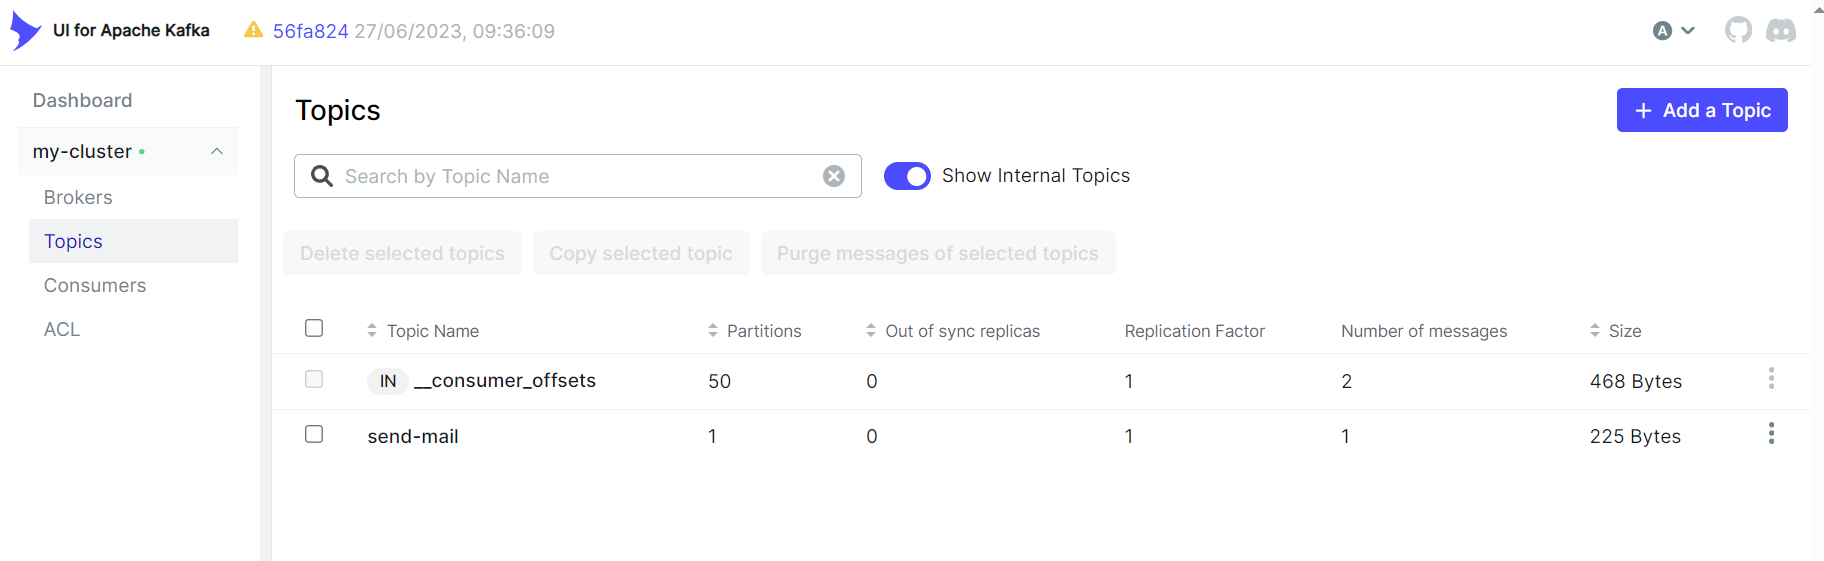 UI for Apache Kafka 56fa824 27/06/2023, 09:36:09 A
Dashboard
my-cluster
Brokers
Topics
Consumers
ACL
Topics
+ Add a Topic
Search by Topic Name
Show Internal Topics
Delete selected topics Copy selected topic Purge messages of selected topics
Topic Name Partitions Out of sync replicas Replication Factor Number of messages Size
IN __consumer_offsets 50 0 1 2 468 Bytes
send-mail 1 0 1 1 225 Bytes